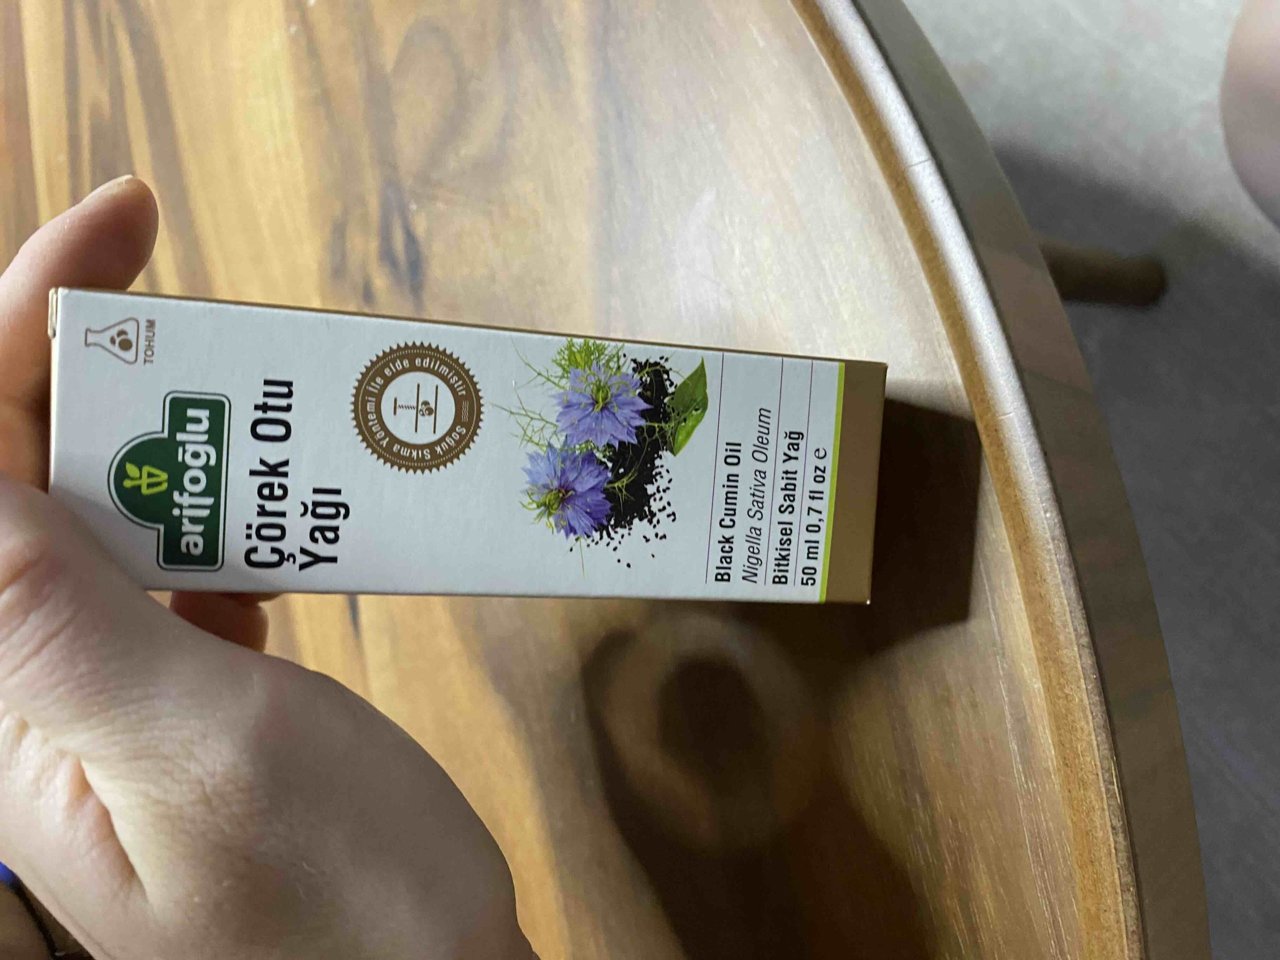 TOHUM
arifoğlu
Çörek Otu
Yağı
Soğuk Sıkma Yöntemi ile elde edilmiştir
Black Cumin Oil
Nigella Sativa Oleum
Bitkisel Sabit Yağ
50 ml 0,7 fl oz e